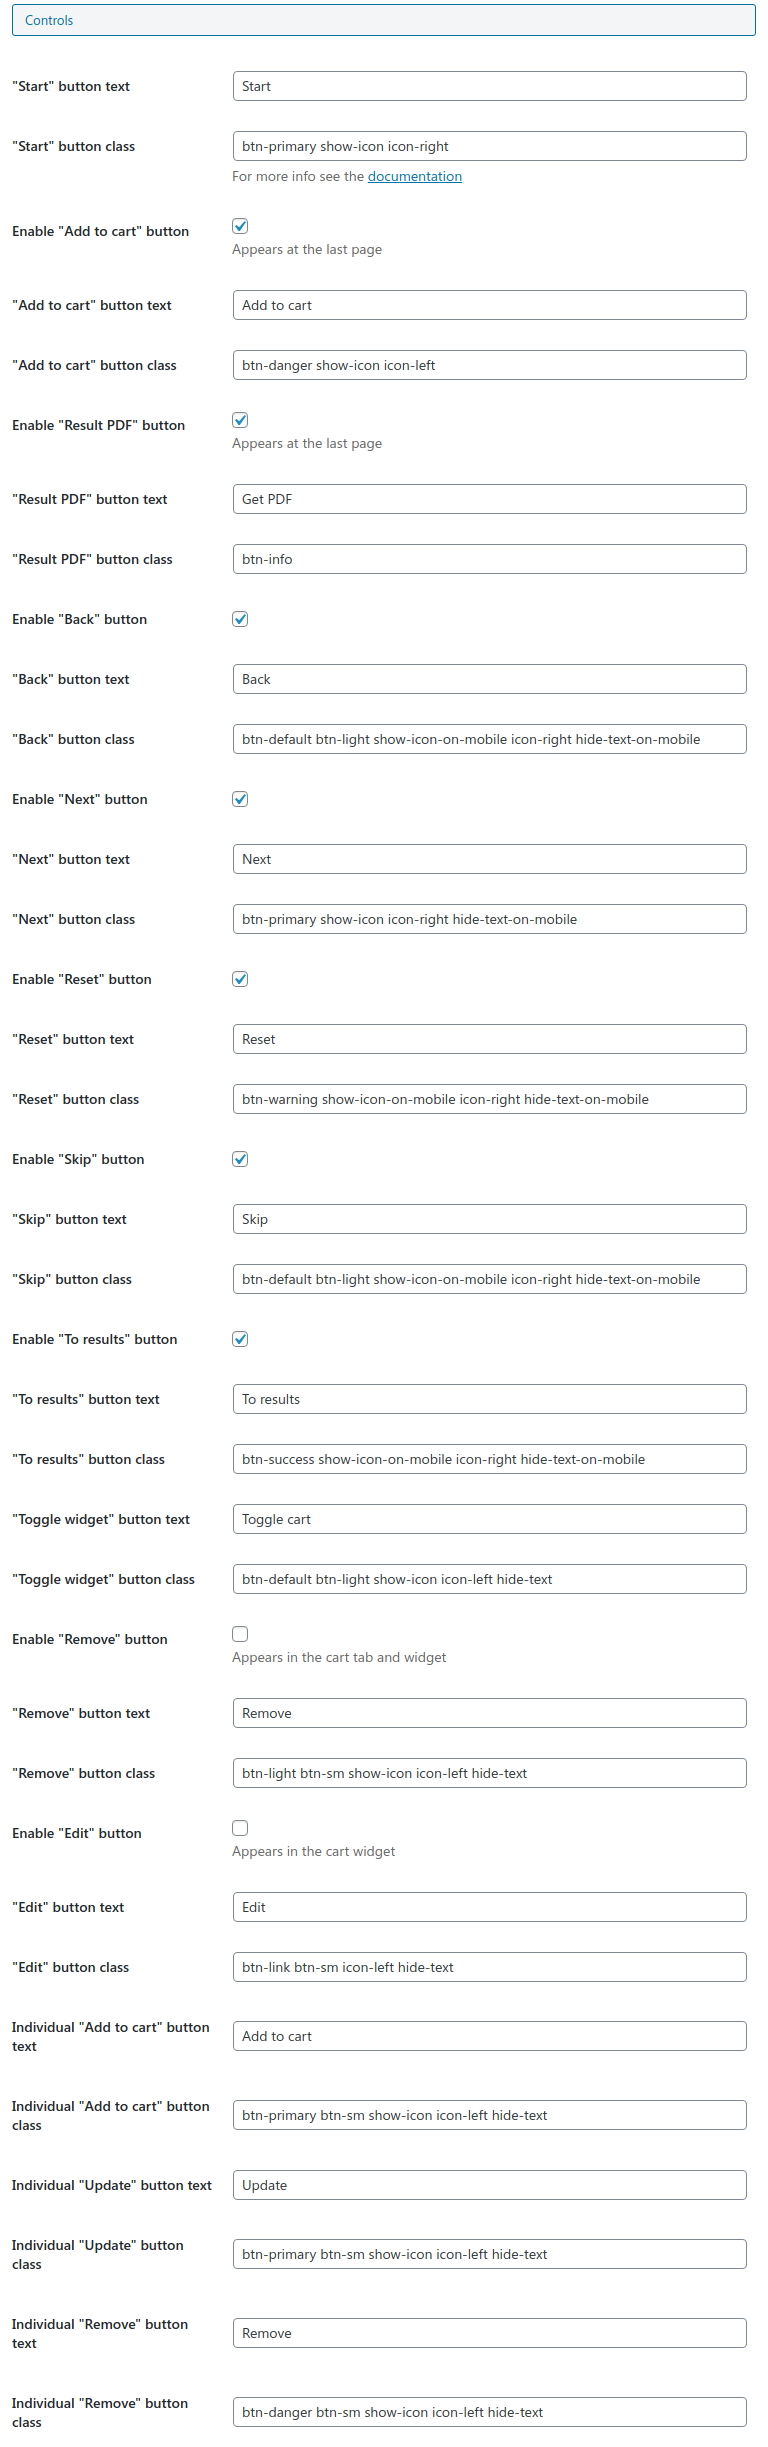 Controls
"Start" button text
Start
"Start" button class
btn-primary show-icon icon-right
For more info see the documentation
Enable "Add to cart" button
Appears at the last page
"Add to cart" button text
Add to cart
"Add to cart" button class
btn-danger show-icon icon-left
Enable "Result PDF" button
Appears at the last page
"Result PDF" button text
Get PDF
"Result PDF" button class
btn-info
Enable "Back" button
"Back" button text
Back
"Back" button class
btn-default btn-light show-icon-on-mobile icon-right hide-text-on-mobile
Enable "Next" button
"Next" button text
Next
"Next" button class
btn-primary show-icon icon-right hide-text-on-mobile
Enable "Reset" button
"Reset" button text
Reset
"Reset" button class
btn-warning show-icon-on-mobile icon-right hide-text-on-mobile
Enable "Skip" button
"Skip" button text
Skip
"Skip" button class
btn-default btn-light show-icon-on-mobile icon-right hide-text-on-mobile
Enable "To results" button
"To results" button text
To results
"To results" button class
btn-success show-icon-on-mobile icon-right hide-text-on-mobile
"Toggle widget" button text
Toggle cart
"Toggle widget" button class
btn-default btn-light show-icon icon-left hide-text
Enable "Remove" button
Appears in the cart tab and widget
"Remove" button text
Remove
"Remove" button class
btn-light btn-sm show-icon icon-left hide-text
Enable "Edit" button
Appears in the cart widget
"Edit" button text
Edit
"Edit" button class
btn-link btn-sm icon-left hide-text
Individual "Add to cart" button
text
Add to cart
Individual "Add to cart" button
class
btn-primary btn-sm show-icon icon-left hide-text
Individual "Update" button text
Update
Individual "Update" button
class
btn-primary btn-sm show-icon icon-left hide-text
Individual "Remove" button
text
Remove
Individual "Remove" button
class
btn-danger btn-sm show-icon icon-left hide-text